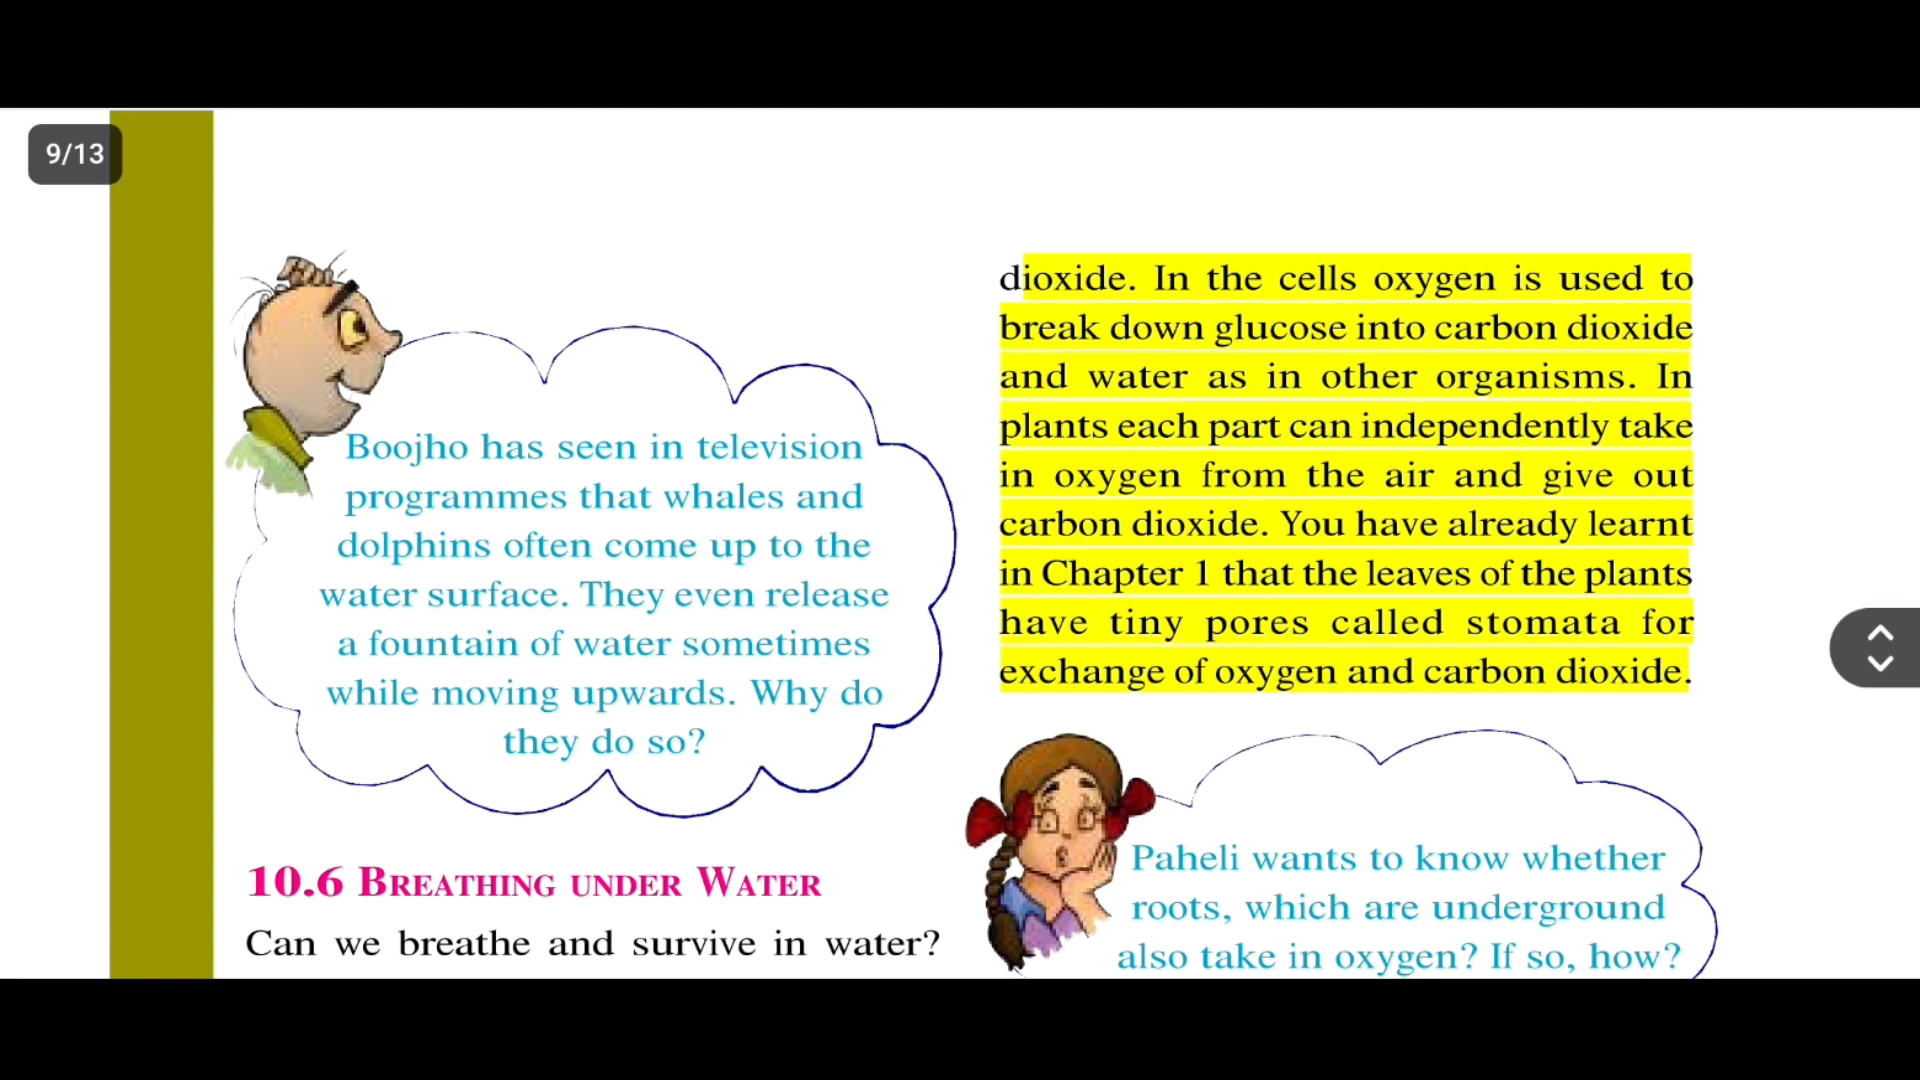 9/13
Boojho has seen in television
programmes that whales and
dolphins often come up to the
water surface. They even release
a fountain of water sometimes
while moving upwards. Why do
they do so?
10.6 BREATHING UNDER WATER
Can we breathe and survive in water?
dioxide. In the cells oxygen is used to
break down glucose into carbon dioxide
and water as in other organisms. In
plants each part can independently take
in oxygen from the air and give out
carbon dioxide. You have already learnt
in Chapter 1 that the leaves of the plants
have tiny pores called stomata for
exchange of oxygen and carbon dioxide.
Paheli wants to know whether
roots, which are underground
also take in oxygen? If so, how?